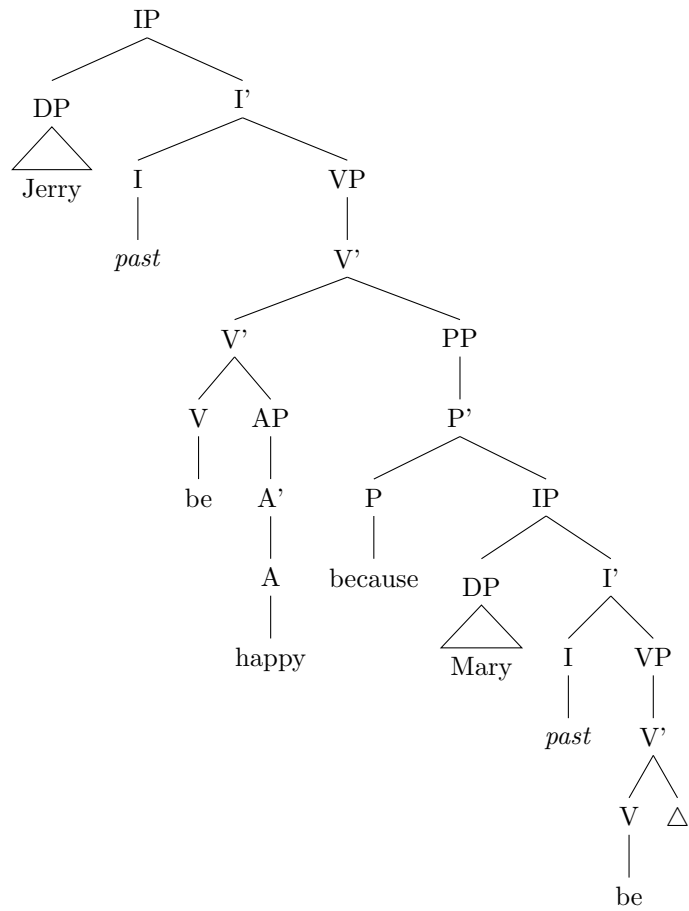 IP
DP I'
Jerry I VP
past V'
V' PP
V AP P'
be A' P IP
A because DP I'
happy Mary I VP
past V'
V △
be